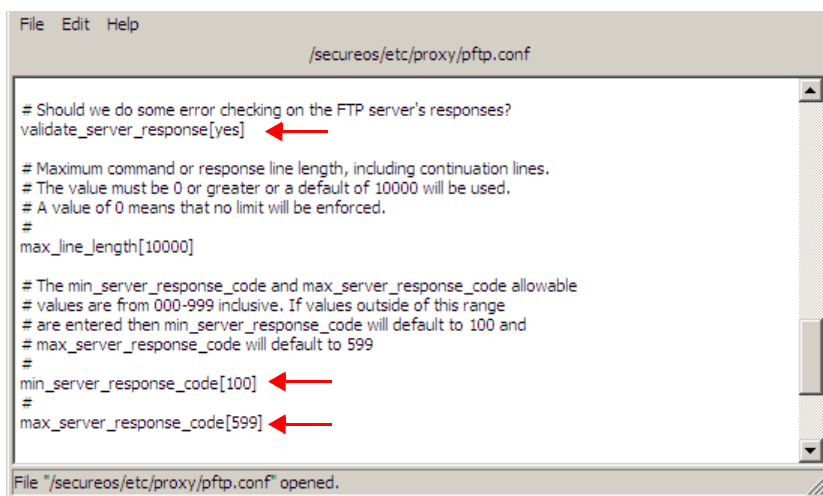 File Edit Help
/secureos/etc/proxy/pftp.conf
# Should we do some error checking on the FTP server's responses?
validate_server_response[yes]
# Maximum command or response line length, including continuation lines.
# The value must be 0 or greater or a default of 10000 will be used.
# A value of 0 means that no limit will be enforced.
#
max_line_length[10000]
# The min_server_response_code and max_server_response_code allowable
# values are from 000-999 inclusive. If values outside of this range
# are entered then min_server_response_code will default to 100 and
# max_server_response_code will default to 599
#
min_server_response_code[100]
#
max_server_response_code[599]
File "/secureos/etc/proxy/pftp.conf" opened.